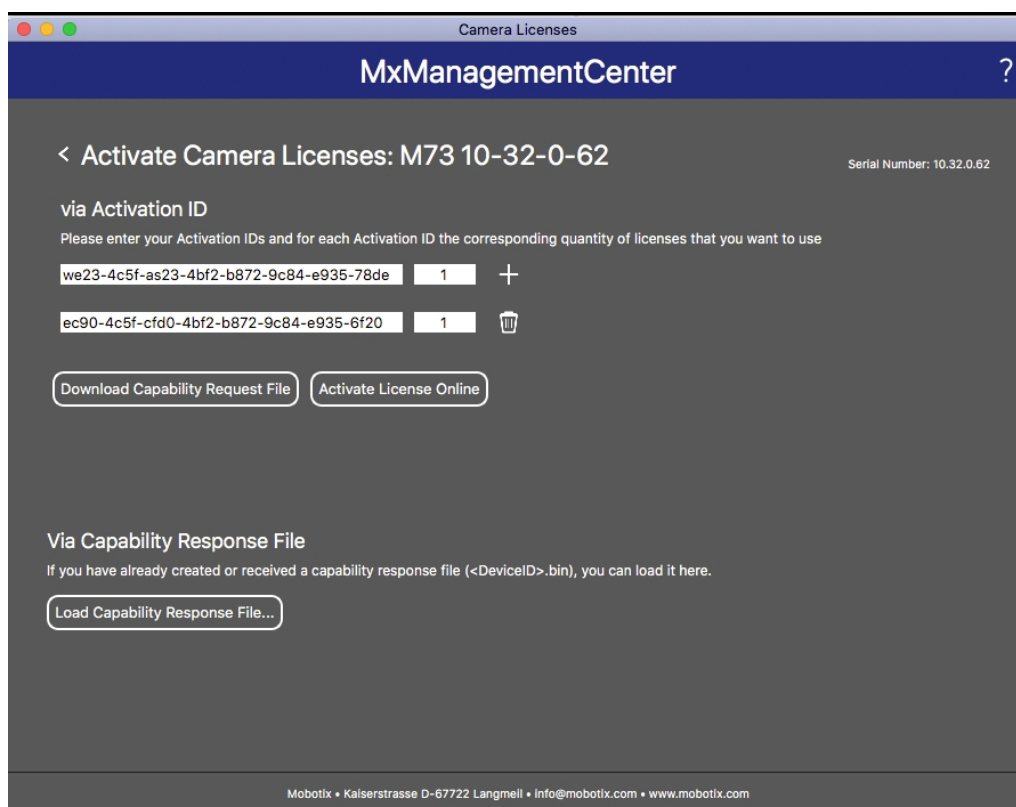 Camera Licenses
MxManagementCenter
?
< Activate Camera Licenses: M73 10-32-0-62
Serial Number: 10.32.0.62
via Activation ID
Please enter your Activation IDs and for each Activation ID the corresponding quantity of licenses that you want to use
we23-4c5f-as23-4bf2-b872-9c84-e935-78de 1 +
ec90-4c5f-cfd0-4bf2-b872-9c84-e935-6f20 1
Download Capability Request File Activate License Online
Via Capability Response File
If you have already created or received a capability response file (<DeviceID>.bin), you can load it here.
Load Capability Response File...
Mobotix • Kaiserstrasse D-67722 Langmeil • info@mobotix.com • www.mobotix.com